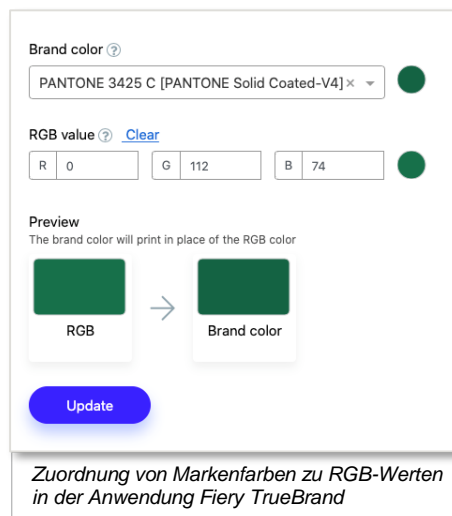 Brand color ?
PANTONE 3425 C [PANTONE Solid Coated-V4] ×
RGB value ? Clear
R 0 G 112 B 74
Preview
The brand color will print in place of the RGB color
RGB Brand color
Update
Zuordnung von Markenfarben zu RGB-Werten
in der Anwendung Fiery TrueBrand